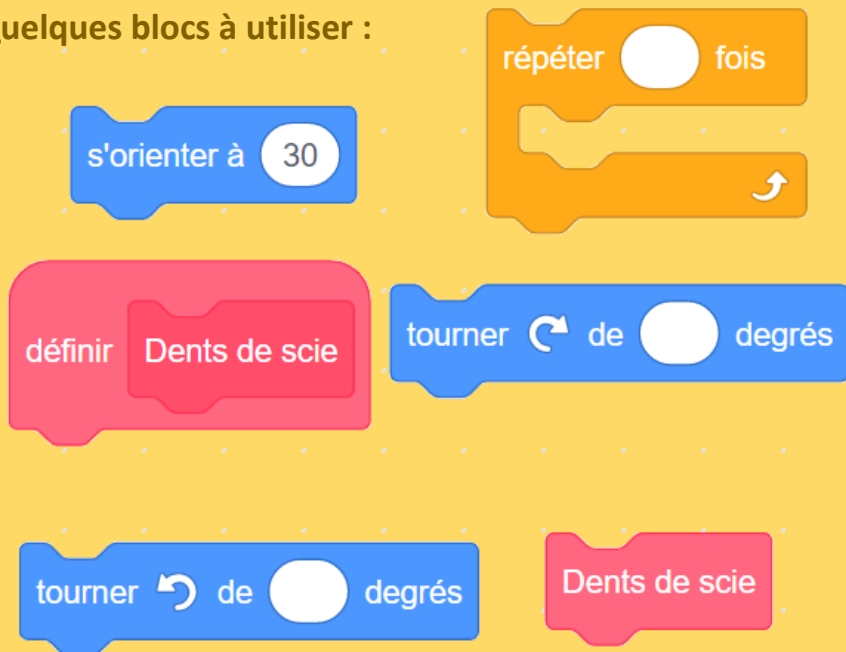 quelques blocs à utiliser :
répéter fois
s'orienter à 30
définir Dents de scie
tourner de degrés
tourner de degrés
Dents de scie